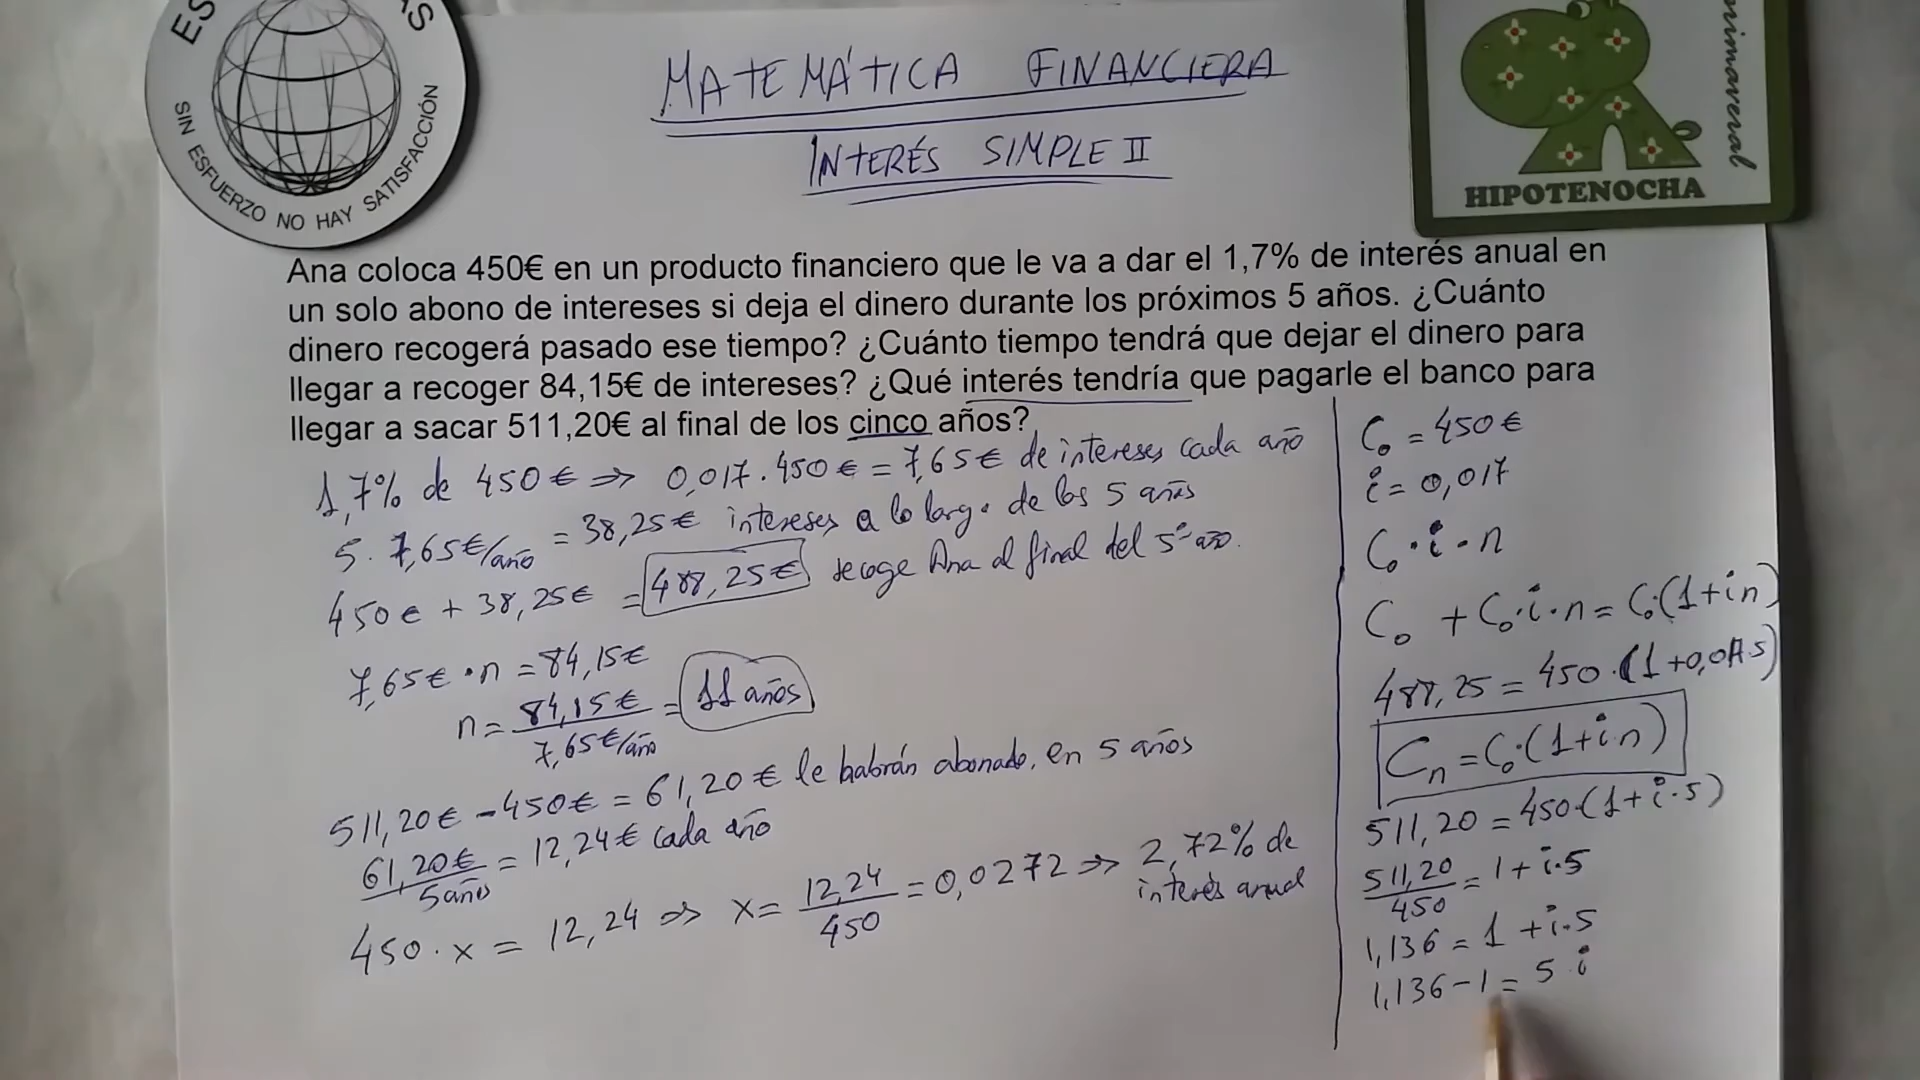 ES
AS
SIN ESFUERZO NO HAY SATISFACCIÓN
primaveral
HIPOTENOCHA
MATEMÁTICA FINANCIERA
INTERÉS SIMPLE II
Ana coloca 450€ en un producto financiero que le va a dar el 1,7% de interés anual en
un solo abono de intereses si deja el dinero durante los próximos 5 años. ¿Cuánto
dinero recogerá pasado ese tiempo? ¿Cuánto tiempo tendrá que dejar el dinero para
llegar a recoger 84,15€ de intereses? ¿Qué interés tendría que pagarle el banco para
llegar a sacar 511,20€ al final de los cinco años?
1,7% de 450€ => 0,017 . 450€ = 7,65€ de intereses cada año
5 . 7,65€/año = 38,25€ intereses a lo largo de los 5 años
450€ + 38,25€ = 488,25€ recoge Ana al final del 5º año.
7,65€ · n = 84,15€
n = 84,15€ / 7,65€/año = 11 años
511,20€ - 450€ = 61,20€ le habrán abonado, en 5 años
61,20€ / 5 años = 12,24€ cada año
450 · x = 12,24 => x = 12,24 / 450 = 0,0272 => 2,72% de
interés anual
C₀ = 450€
i = 0,017
C₀ · i · n
C₀ + C₀ · i · n = C₀ · (1 + i n)
488,25 = 450 · (1 + 0,017 · 5)
Cn = C₀ · (1 + i · n)
511,20 = 450 · (1 + i · 5)
511,20 / 450 = 1 + i · 5
1,136 = 1 + i · 5
1,136 - 1 = 5 i